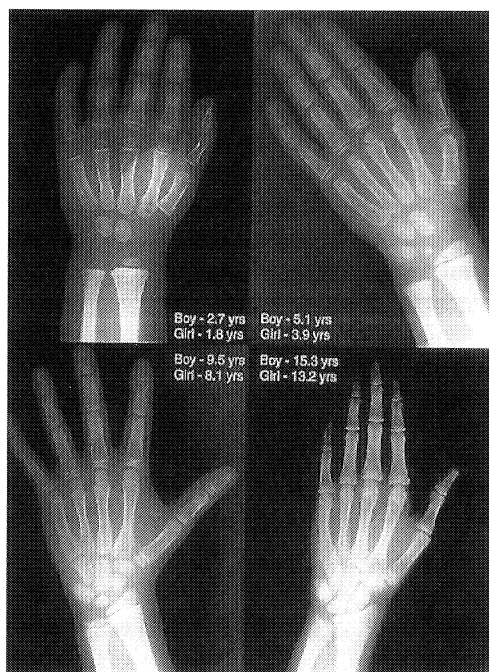 Boy - 2.7 yrs
Girl - 1.8 yrs
Boy - 5.1 yrs
Girl - 3.9 yrs
Boy - 9.5 yrs
Girl - 8.1 yrs
Boy - 15.3 yrs
Girl - 13.2 yrs